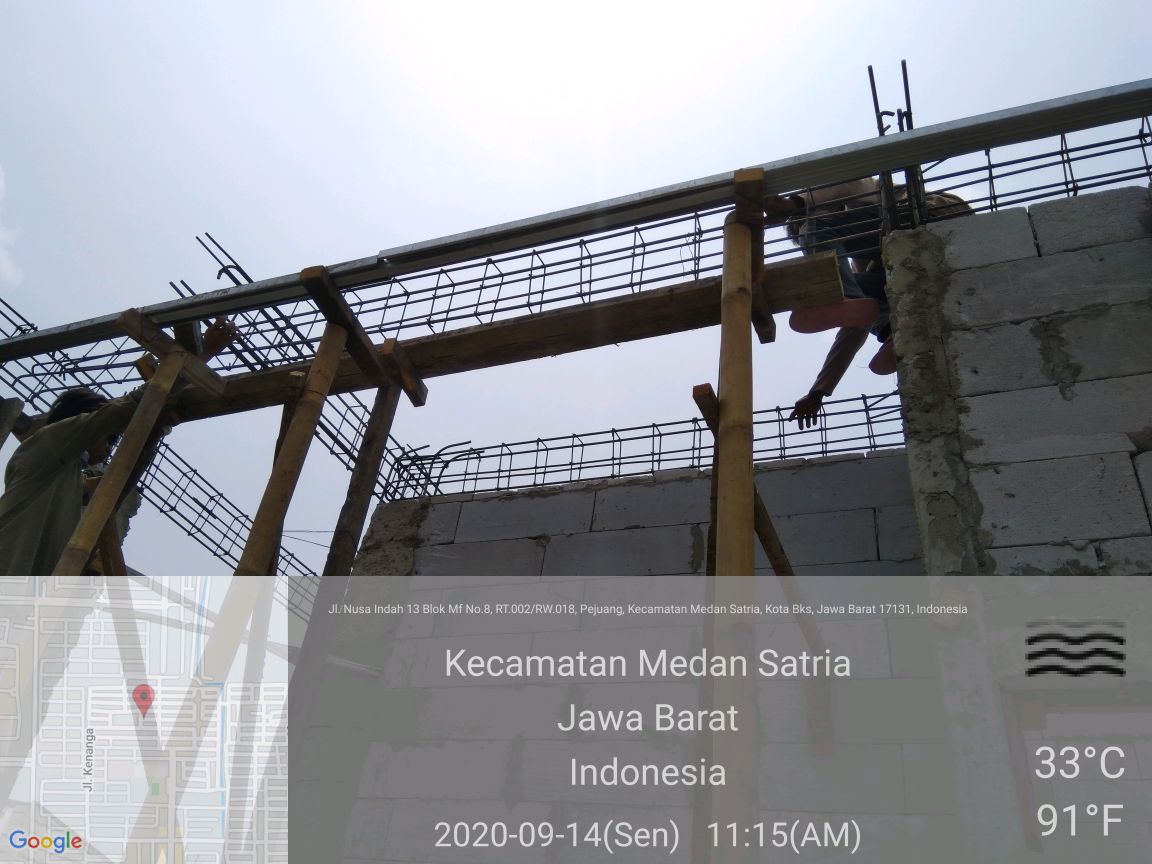 Jl. Nusa Indah 13 Blok Mf No.8, RT.002/RW.018, Pejuang, Kecamatan Medan Satria, Kota Bks, Jawa Barat 17131, Indonesia
Kecamatan Medan Satria
Jawa Barat
Indonesia
2020-09-14(Sen) 11:15(AM)
33°C
91°F
Jl. Kenanga
Google